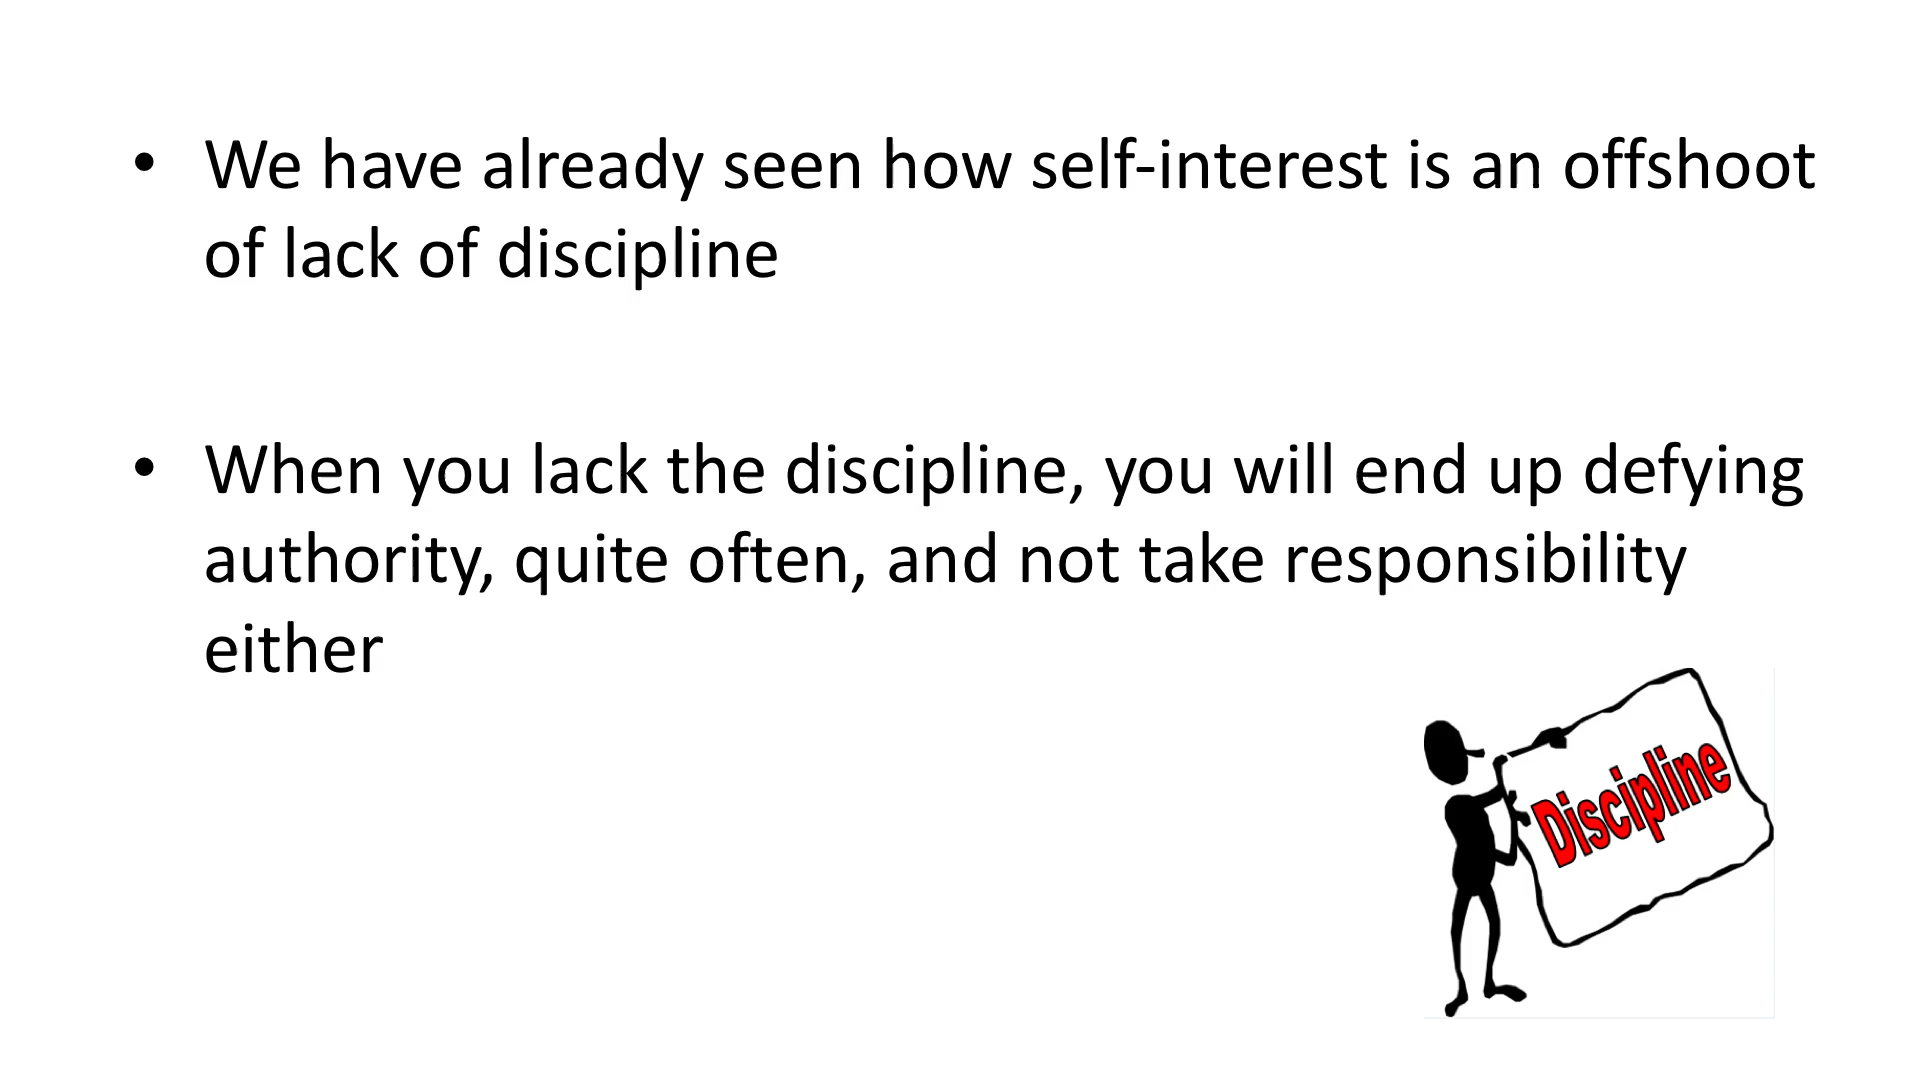 • We have already seen how self-interest is an offshoot
of lack of discipline
• When you lack the discipline, you will end up defying
authority, quite often, and not take responsibility
either
Discipline